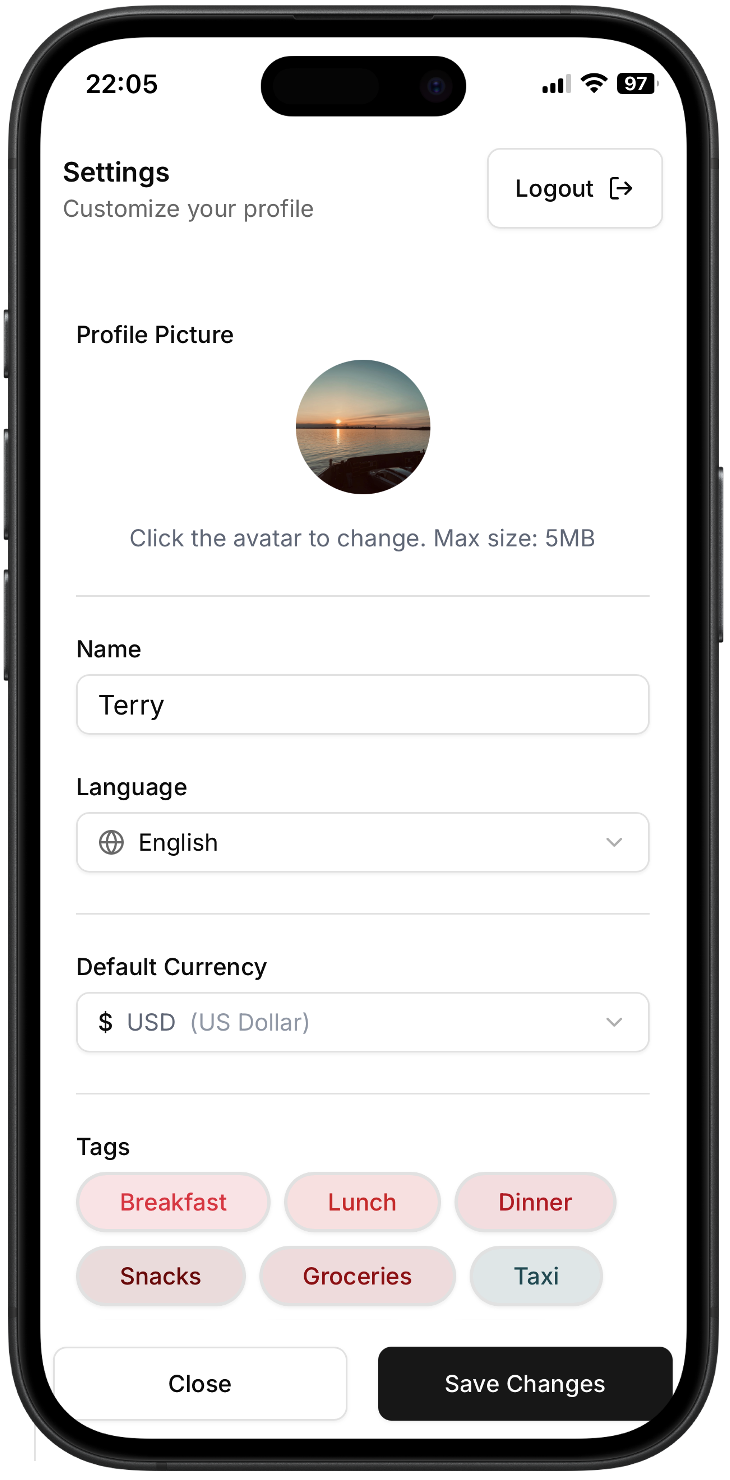 22:05
97
Settings
Logout
Customize your profile
Profile Picture
Click the avatar to change. Max size: 5MB
Name
Terry
Language
English
Default Currency
$ USD (US Dollar)
Tags
Breakfast Lunch Dinner
Snacks Groceries Taxi
Close Save Changes